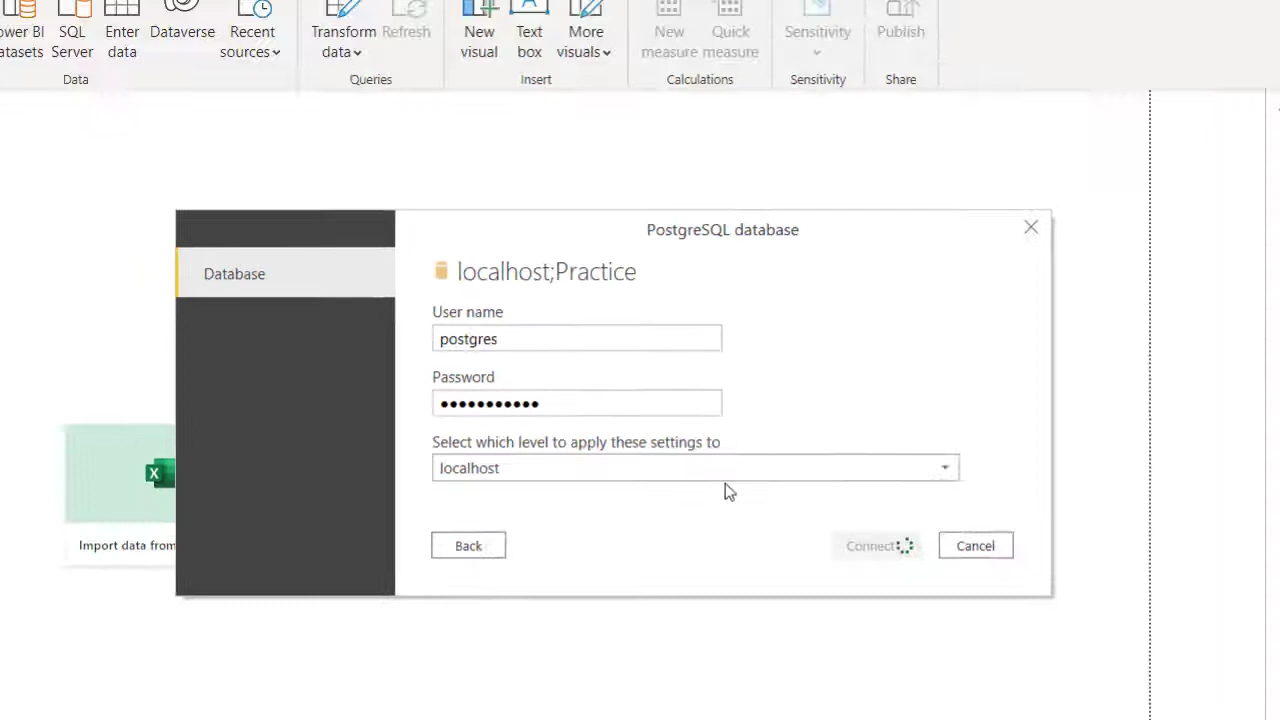 ower BI
SQL
Enter
Dataverse
Recent
Transform
Refresh
New
Text
More
New
Quick
Sensitivity
Publish
atasets
Server
data
sources
data
visual
box
visuals
measure
measure
Data
Queries
Insert
Calculations
Sensitivity
Share
PostgreSQL database
Database
localhost;Practice
User name
postgres
Password
•••••••••••
Select which level to apply these settings to
localhost
X
Import data from
Back
Connect
Cancel